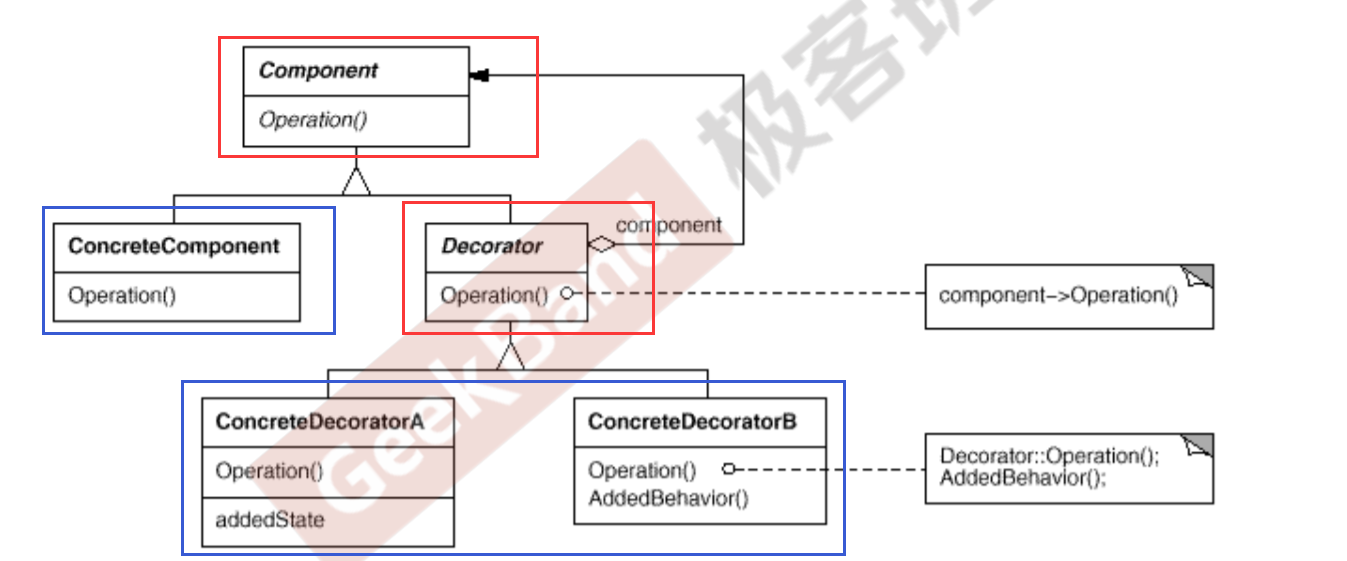 Component
Operation()
component
ConcreteComponent
Operation()
Decorator
Operation()
component->Operation()
ConcreteDecoratorA
Operation()
addedState
ConcreteDecoratorB
Operation()
AddedBehavior()
Decorator::Operation();
AddedBehavior();
GeekBand
极客班